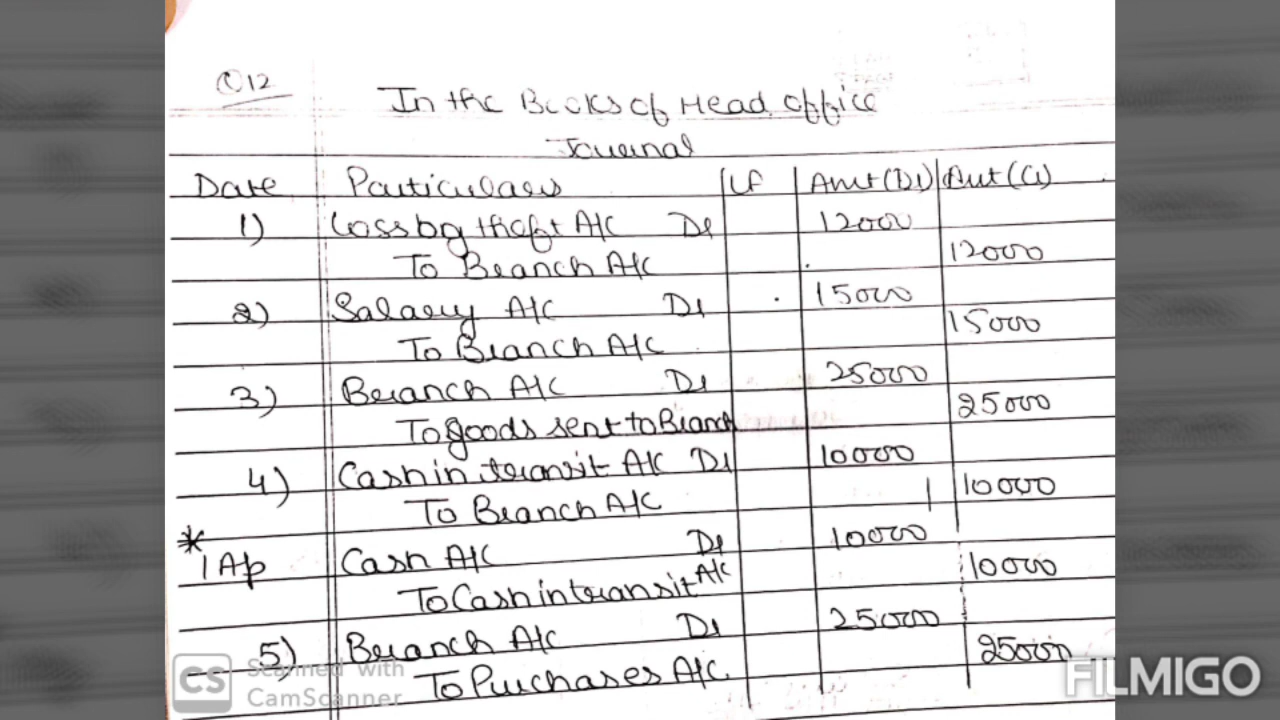 Q12
In the Books of Head office
Journal
Date Particulars LF Amt(Dr) Amt(Cr)
1) Loss by theft A/C Dr 12000
To Branch A/C 12000
2) Salary A/C Dr 15000
To Branch A/C 15000
3) Branch A/C Dr 25000
To goods sent to Branch 25000
4) Cash in transit A/C Dr 10000
To Branch A/C 10000
* 1 Ap Cash A/C Dr 10000
To Cash in transit A/C 10000
5) Branch A/C Dr 25000
To Purchases A/C 25000
CS Scanned with
CamScanner
FILMIGO